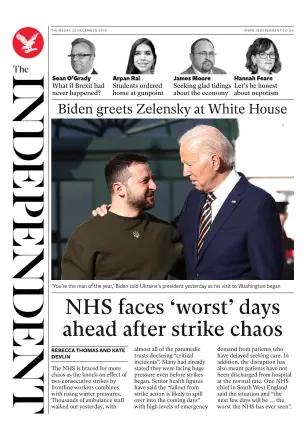 THURSDAY 22 DECEMBER 2022
WWW.INDEPENDENT.CO.UK
The
INDEPENDENT
Sean O'Grady
What if Brexit had
never happened?
Arpan Rai
Students ordered
home at gunpoint
James Moore
Seeking glad tidings
about the economy
Hannah Fearn
Let's be honest
about nepotism
Biden greets Zelensky at White House
'You're the man of the year,' Biden told Ukraine's president yesterday as his visit to Washington began
NHS faces 'worst' days
ahead after strike chaos
REBECCA THOMAS AND KATE
DEVLIN
The NHS is braced for more
chaos as the knock-on effect of
two consecutive strikes by
frontline workers combines
with rising winter pressures.
Thousands of ambulance staff
walked out yesterday, with
almost all of the paramedic
trusts declaring "critical
incidents". Many had already
stated they were facing huge
pressure even before strikes
began. Senior health figures
have said the "fallout from
strike action is likely to spill
over into the coming days"
with high levels of emergency
demand from patients who
have delayed seeking care. In
addition, the disruption has
also meant patients have not
been discharged from hospital
at the normal rate. One NHS
chief in South West England
said the situation and "the
next few days will be ... the
worst the NHS has ever seen".